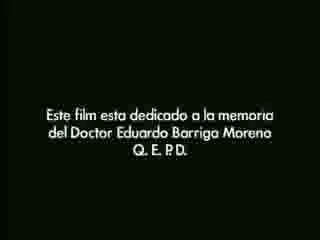 Este film esta dedicado a la memoria
del Doctor Eduardo Barriga Moreno
Q. E. P. D.